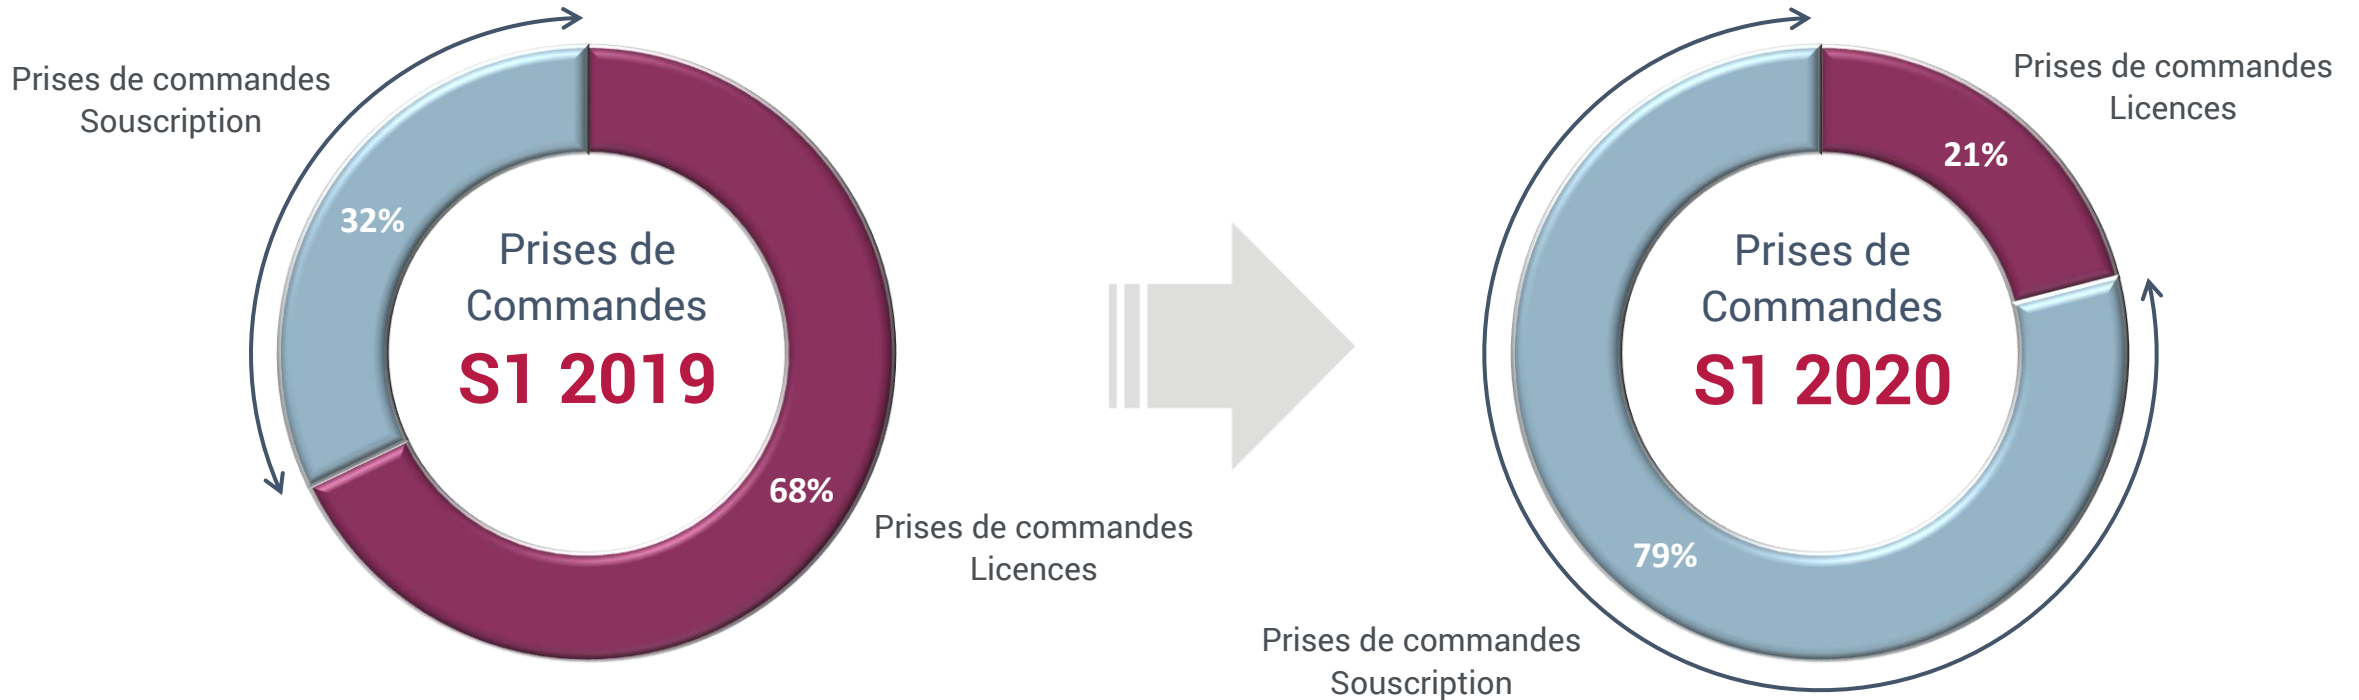 Prises de commandes
Souscription
32%
Prises de
Commandes
S1 2019
68%
Prises de commandes
Licences
Prises de commandes
Licences
21%
Prises de
Commandes
S1 2020
79%
Prises de commandes
Souscription